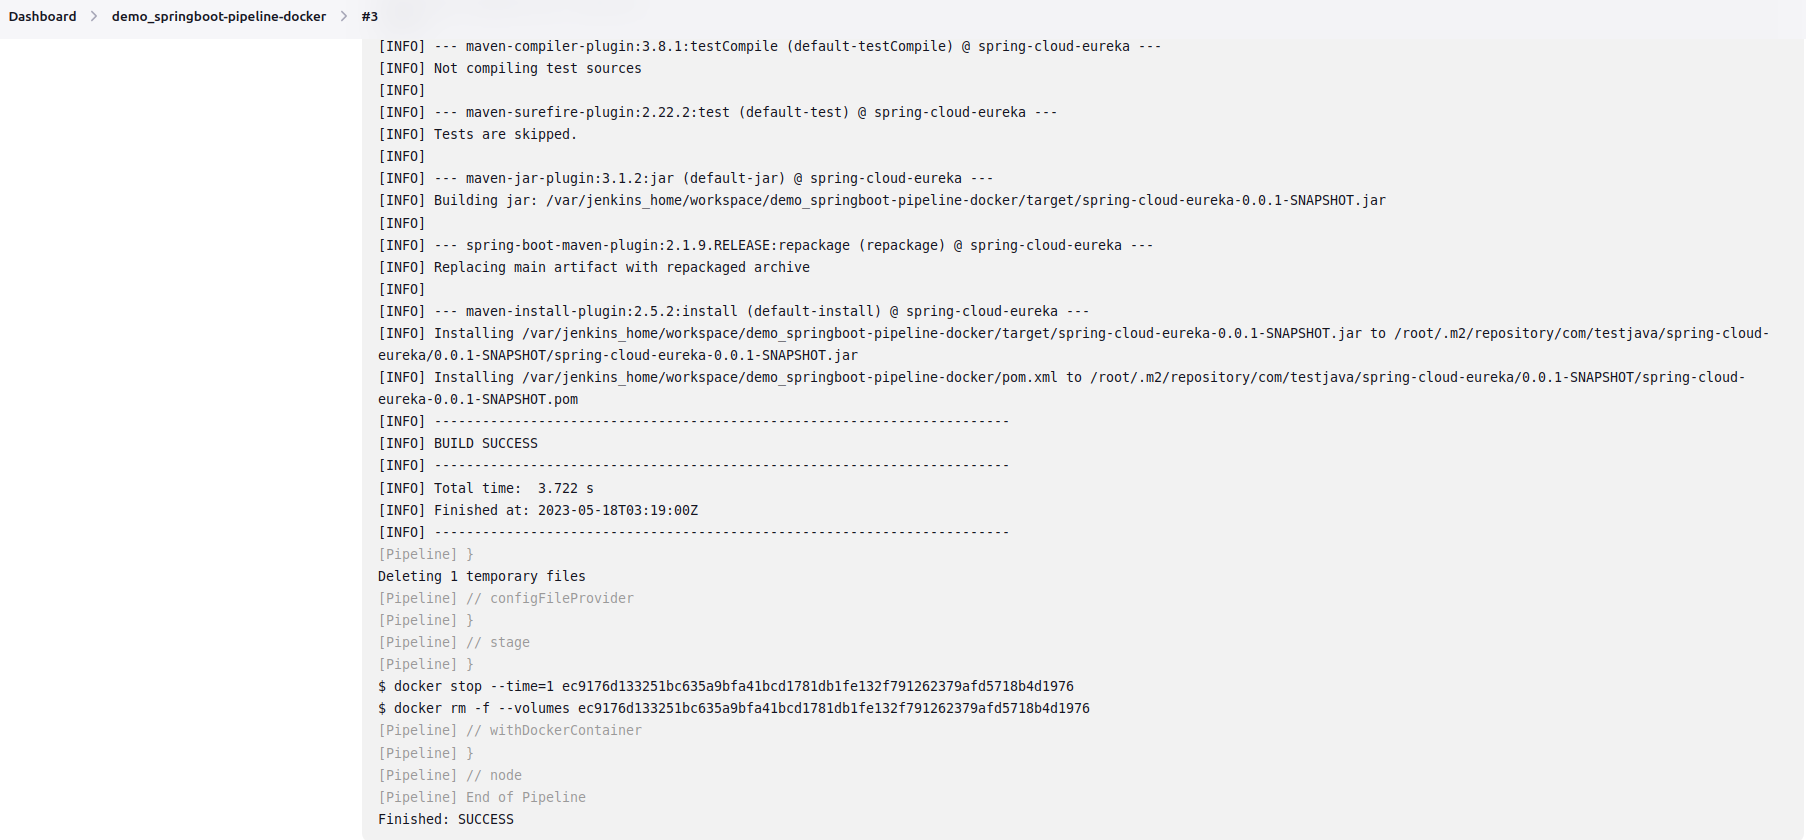 Dashboard > demo_springboot-pipeline-docker > #3
[INFO] --- maven-compiler-plugin:3.8.1:testCompile (default-testCompile) @ spring-cloud-eureka ---
[INFO] Not compiling test sources
[INFO]
[INFO] --- maven-surefire-plugin:2.22.2:test (default-test) @ spring-cloud-eureka ---
[INFO] Tests are skipped.
[INFO]
[INFO] --- maven-jar-plugin:3.1.2:jar (default-jar) @ spring-cloud-eureka ---
[INFO] Building jar: /var/jenkins_home/workspace/demo_springboot-pipeline-docker/target/spring-cloud-eureka-0.0.1-SNAPSHOT.jar
[INFO]
[INFO] --- spring-boot-maven-plugin:2.1.9.RELEASE:repackage (repackage) @ spring-cloud-eureka ---
[INFO] Replacing main artifact with repackaged archive
[INFO]
[INFO] --- maven-install-plugin:2.5.2:install (default-install) @ spring-cloud-eureka ---
[INFO] Installing /var/jenkins_home/workspace/demo_springboot-pipeline-docker/target/spring-cloud-eureka-0.0.1-SNAPSHOT.jar to /root/.m2/repository/com/testjava/spring-cloud-
eureka/0.0.1-SNAPSHOT/spring-cloud-eureka-0.0.1-SNAPSHOT.jar
[INFO] Installing /var/jenkins_home/workspace/demo_springboot-pipeline-docker/pom.xml to /root/.m2/repository/com/testjava/spring-cloud-eureka/0.0.1-SNAPSHOT/spring-cloud-
eureka-0.0.1-SNAPSHOT.pom
[INFO] ------------------------------------------------------------------------
[INFO] BUILD SUCCESS
[INFO] ------------------------------------------------------------------------
[INFO] Total time:  3.722 s
[INFO] Finished at: 2023-05-18T03:19:00Z
[INFO] ------------------------------------------------------------------------
[Pipeline] }
Deleting 1 temporary files
[Pipeline] // configFileProvider
[Pipeline] }
[Pipeline] // stage
[Pipeline] }
$ docker stop --time=1 ec9176d133251bc635a9bfa41bcd1781db1fe132f791262379afd5718b4d1976
$ docker rm -f --volumes ec9176d133251bc635a9bfa41bcd1781db1fe132f791262379afd5718b4d1976
[Pipeline] // withDockerContainer
[Pipeline] }
[Pipeline] // node
[Pipeline] End of Pipeline
Finished: SUCCESS